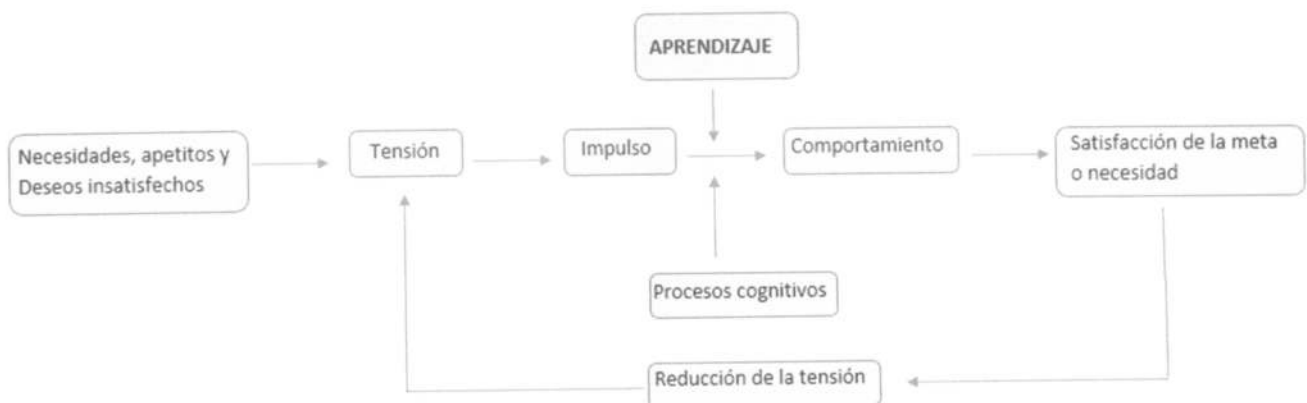 APRENDIZAJE
Necesidades, apetitos y
Deseos insatisfechos
Tensión
Impulso
Comportamiento
Satisfacción de la meta
o necesidad
Procesos cognitivos
Reducción de la tensión